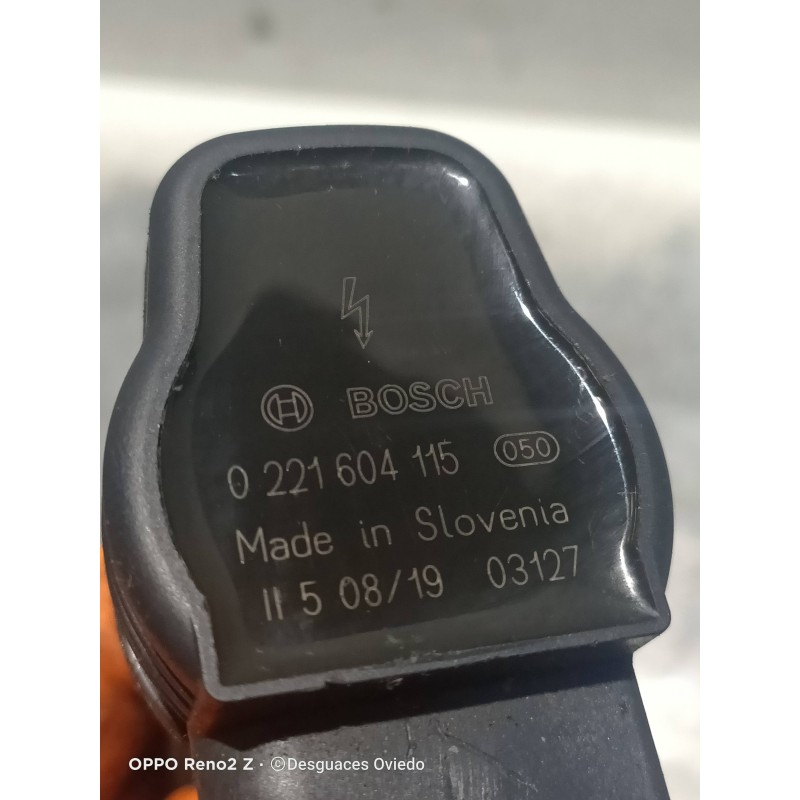 BOSCH
0 221 604 115 050
Made in Slovenia
II 5 08/19 03127
OPPO Reno2 Z · ©Desguaces Oviedo